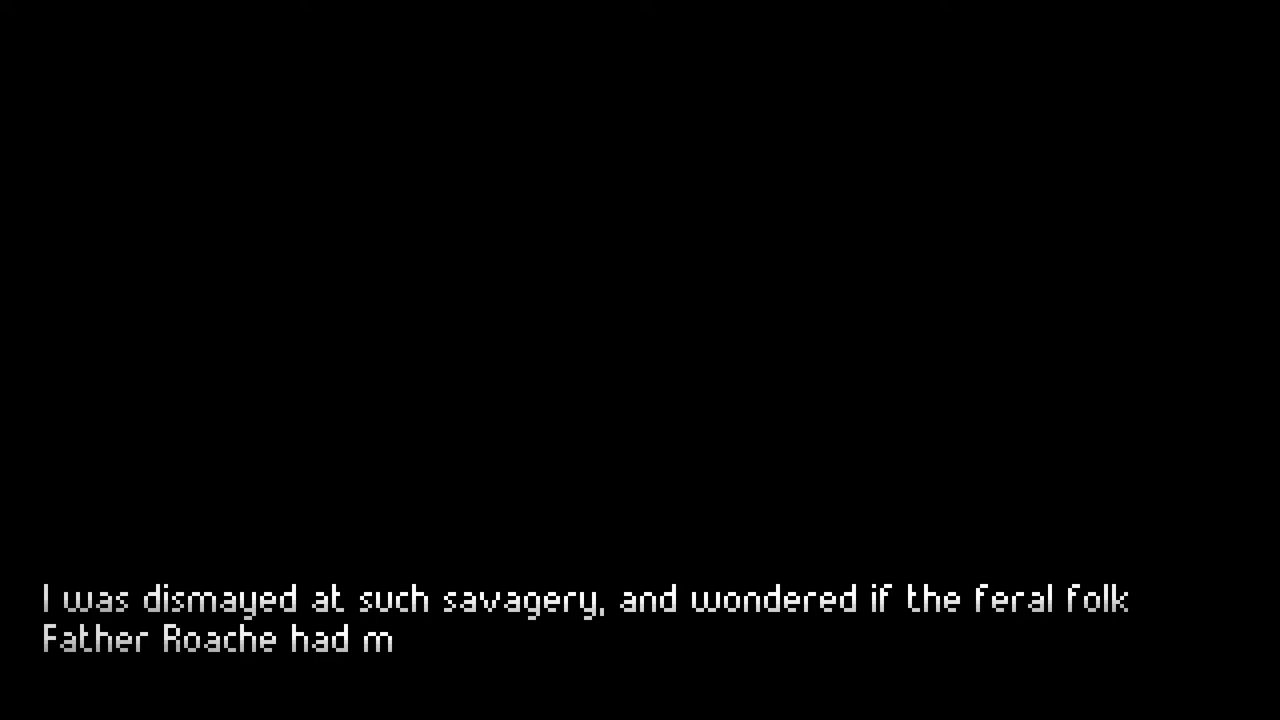 I was dismayed at such savagery, and wondered if the feral folk
Father Roache had m